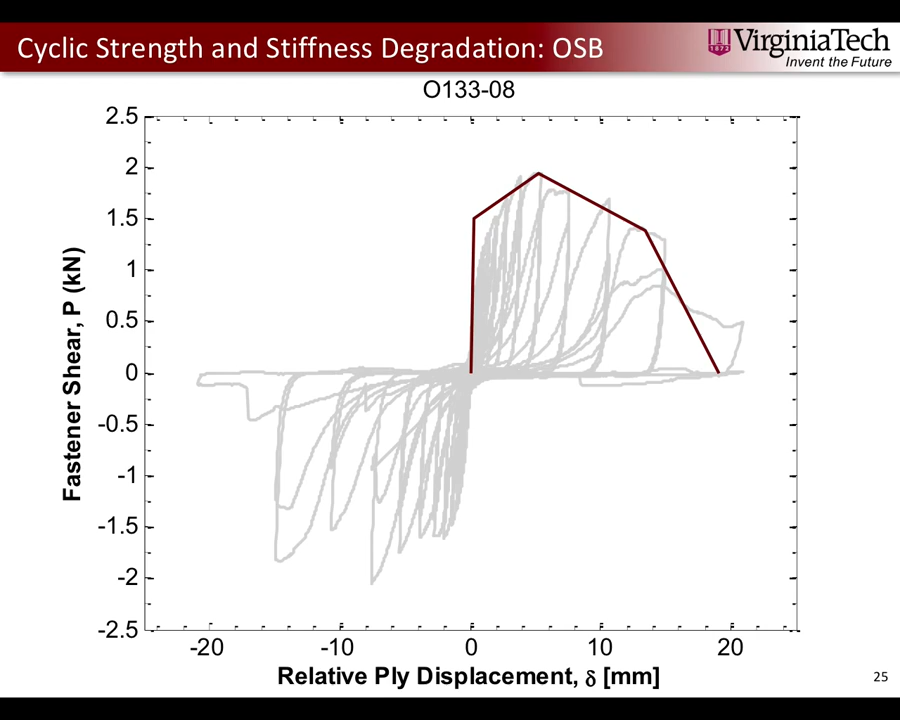 Cyclic Strength and Stiffness Degradation: OSB
VirginiaTech
1872
Invent the Future
O133-08
2.5
2
1.5
1
0.5
0
-0.5
-1
-1.5
-2
-2.5
Fastener Shear, P (kN)
-20 -10 0 10 20
Relative Ply Displacement, δ [mm]
25